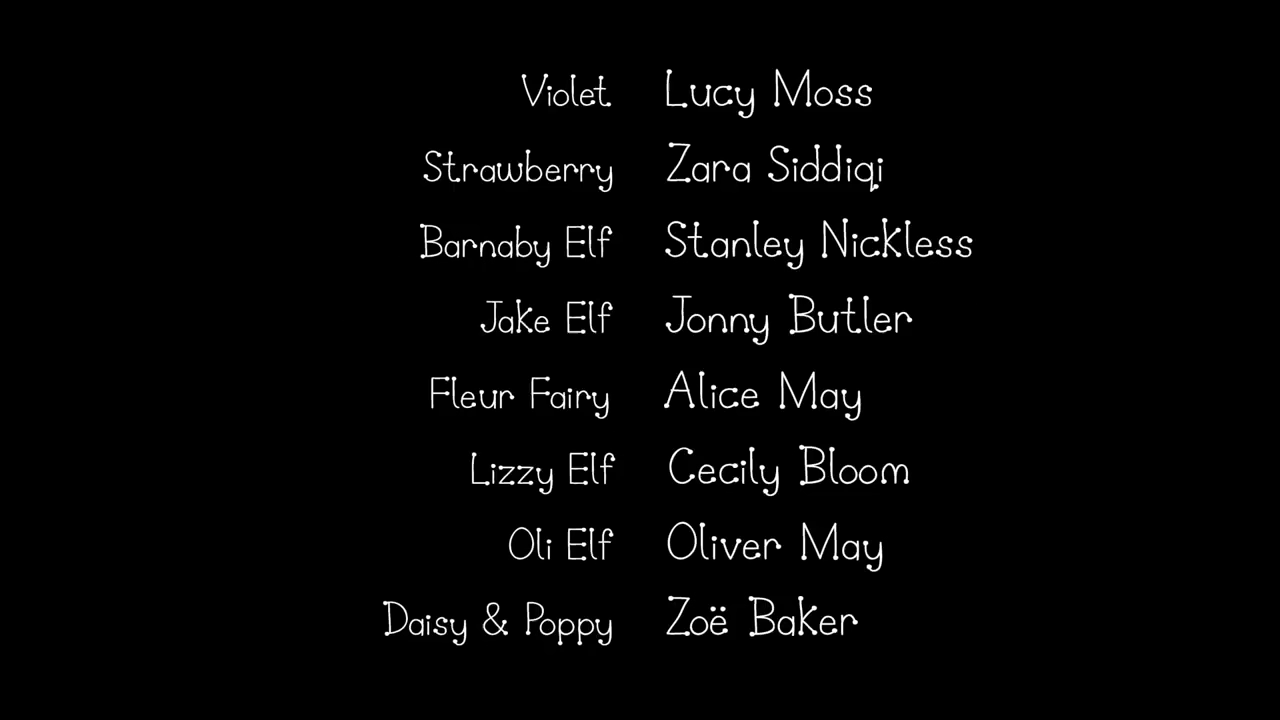 Violet Lucy Moss
Strawberry Zara Siddiqi
Barnaby Elf Stanley Nickless
Jake Elf Jonny Butler
Fleur Fairy Alice May
Lizzy Elf Cecily Bloom
Oli Elf Oliver May
Daisy & Poppy Zoë Baker